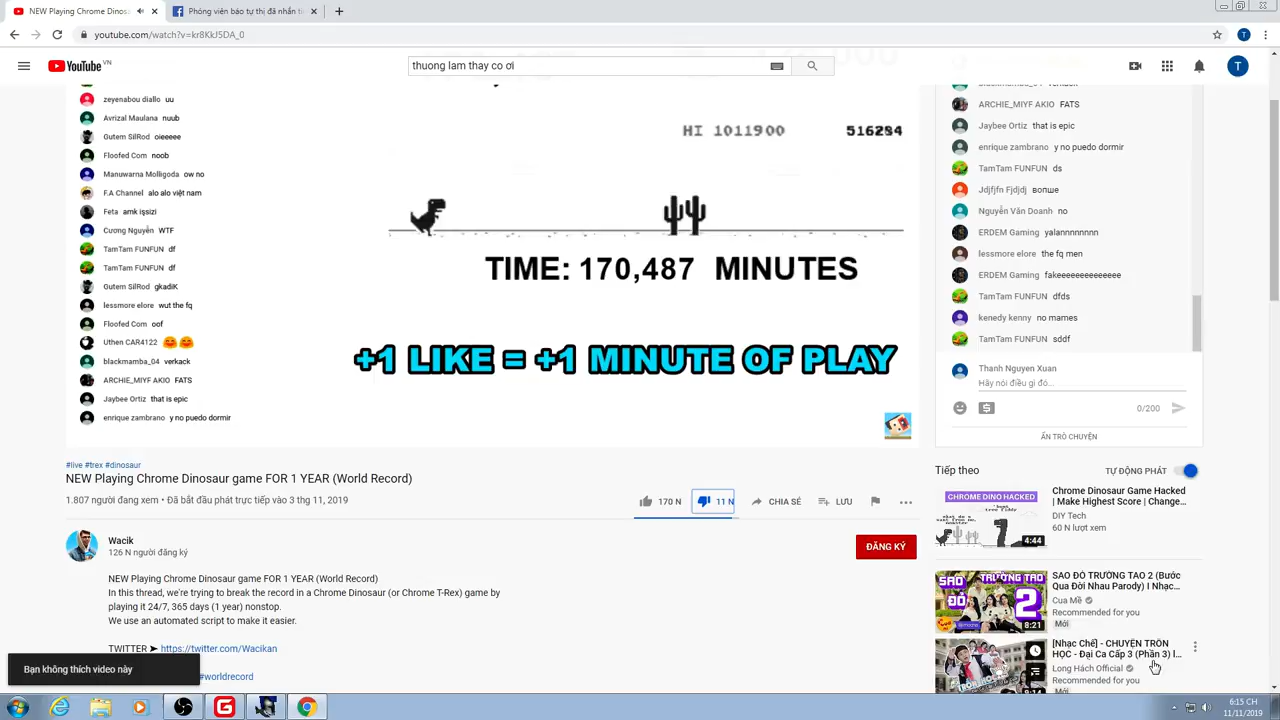 NEW Playing Chrome Dinosaur
Phóng viên báo tự thị đã nhắn ti
youtube.com/watch?v=kr8KkJ5DA_0
YouTube VN
thuong lam thay co ơi
T
zeyenabou diallo uu
Avrizal Maulana nuub
Gutem SilRod oieeeee
Floofed Com noob
Manuwarna Molligoda ow no
F.A Channel alo alo việt nam
Feta amk işsizi
Cương Nguyễn WTF
TamTam FUNFUN df
TamTam FUNFUN df
Gutem SilRod gkadiK
lessmore elore wut the fq
Floofed Com oof
Uthen CAR4122
blackmamba_04 verkack
ARCHIE_MIYF AKIO FATS
Jaybee Ortiz that is epic
enrique zambrano y no puedo dormir
HI 1011900 516284
TIME: 170,487 MINUTES
+1 LIKE = +1 MINUTE OF PLAY
ARCHIE_MIYF AKIO FATS
Jaybee Ortiz that is epic
enrique zambrano y no puedo dormir
TamTam FUNFUN ds
Jdjfjfn Fjdjdj вопше
Nguyễn Văn Doanh no
ERDEM Gaming yalannnnnnn
lessmore elore the fq men
ERDEM Gaming fakeeeeeeeeeeeee
TamTam FUNFUN dfds
kenedy kenny no mames
TamTam FUNFUN sddf
Thanh Nguyen Xuan
Hãy nói điều gì đó...
0/200
ẨN TRÒ CHUYỆN
#live #trex #dinosaur
NEW Playing Chrome Dinosaur game FOR 1 YEAR (World Record)
1.807 người đang xem • Đã bắt đầu phát trực tiếp vào 3 thg 11, 2019
170 N 11 N CHIA SẺ LƯU
Wacik
126 N người đăng ký
ĐĂNG KÝ
NEW Playing Chrome Dinosaur game FOR 1 YEAR (World Record)
In this thread, we're trying to break the record in a Chrome Dinosaur (or Chrome T-Rex) game by
playing it 24/7, 365 days (1 year) nonstop.
We use an automated script to make it easier.
TWITTER ➤ https://twitter.com/Wacikan
#worldrecord
Bạn không thích video này
Tiếp theo
TỰ ĐỘNG PHÁT
CHROME DINO HACKED
4:44
Chrome Dinosaur Game Hacked
| Make Highest Score | Change...
DIY Tech
60 N lượt xem
SAO ĐỎ TRƯỜNG TAO 2
8:21
SAO ĐỎ TRƯỜNG TAO 2 (Bước
Qua Đời Nhau Parody) l Nhạc...
Cua Mề
Recommended for you
Mới
9:14
[Nhạc Chế] - CHUYỆN TRỐN
HỌC - Đại Ca Cấp 3 (Phần 3) l...
Long Hách Official
Recommended for you
Mới
6:15 CH
11/11/2019